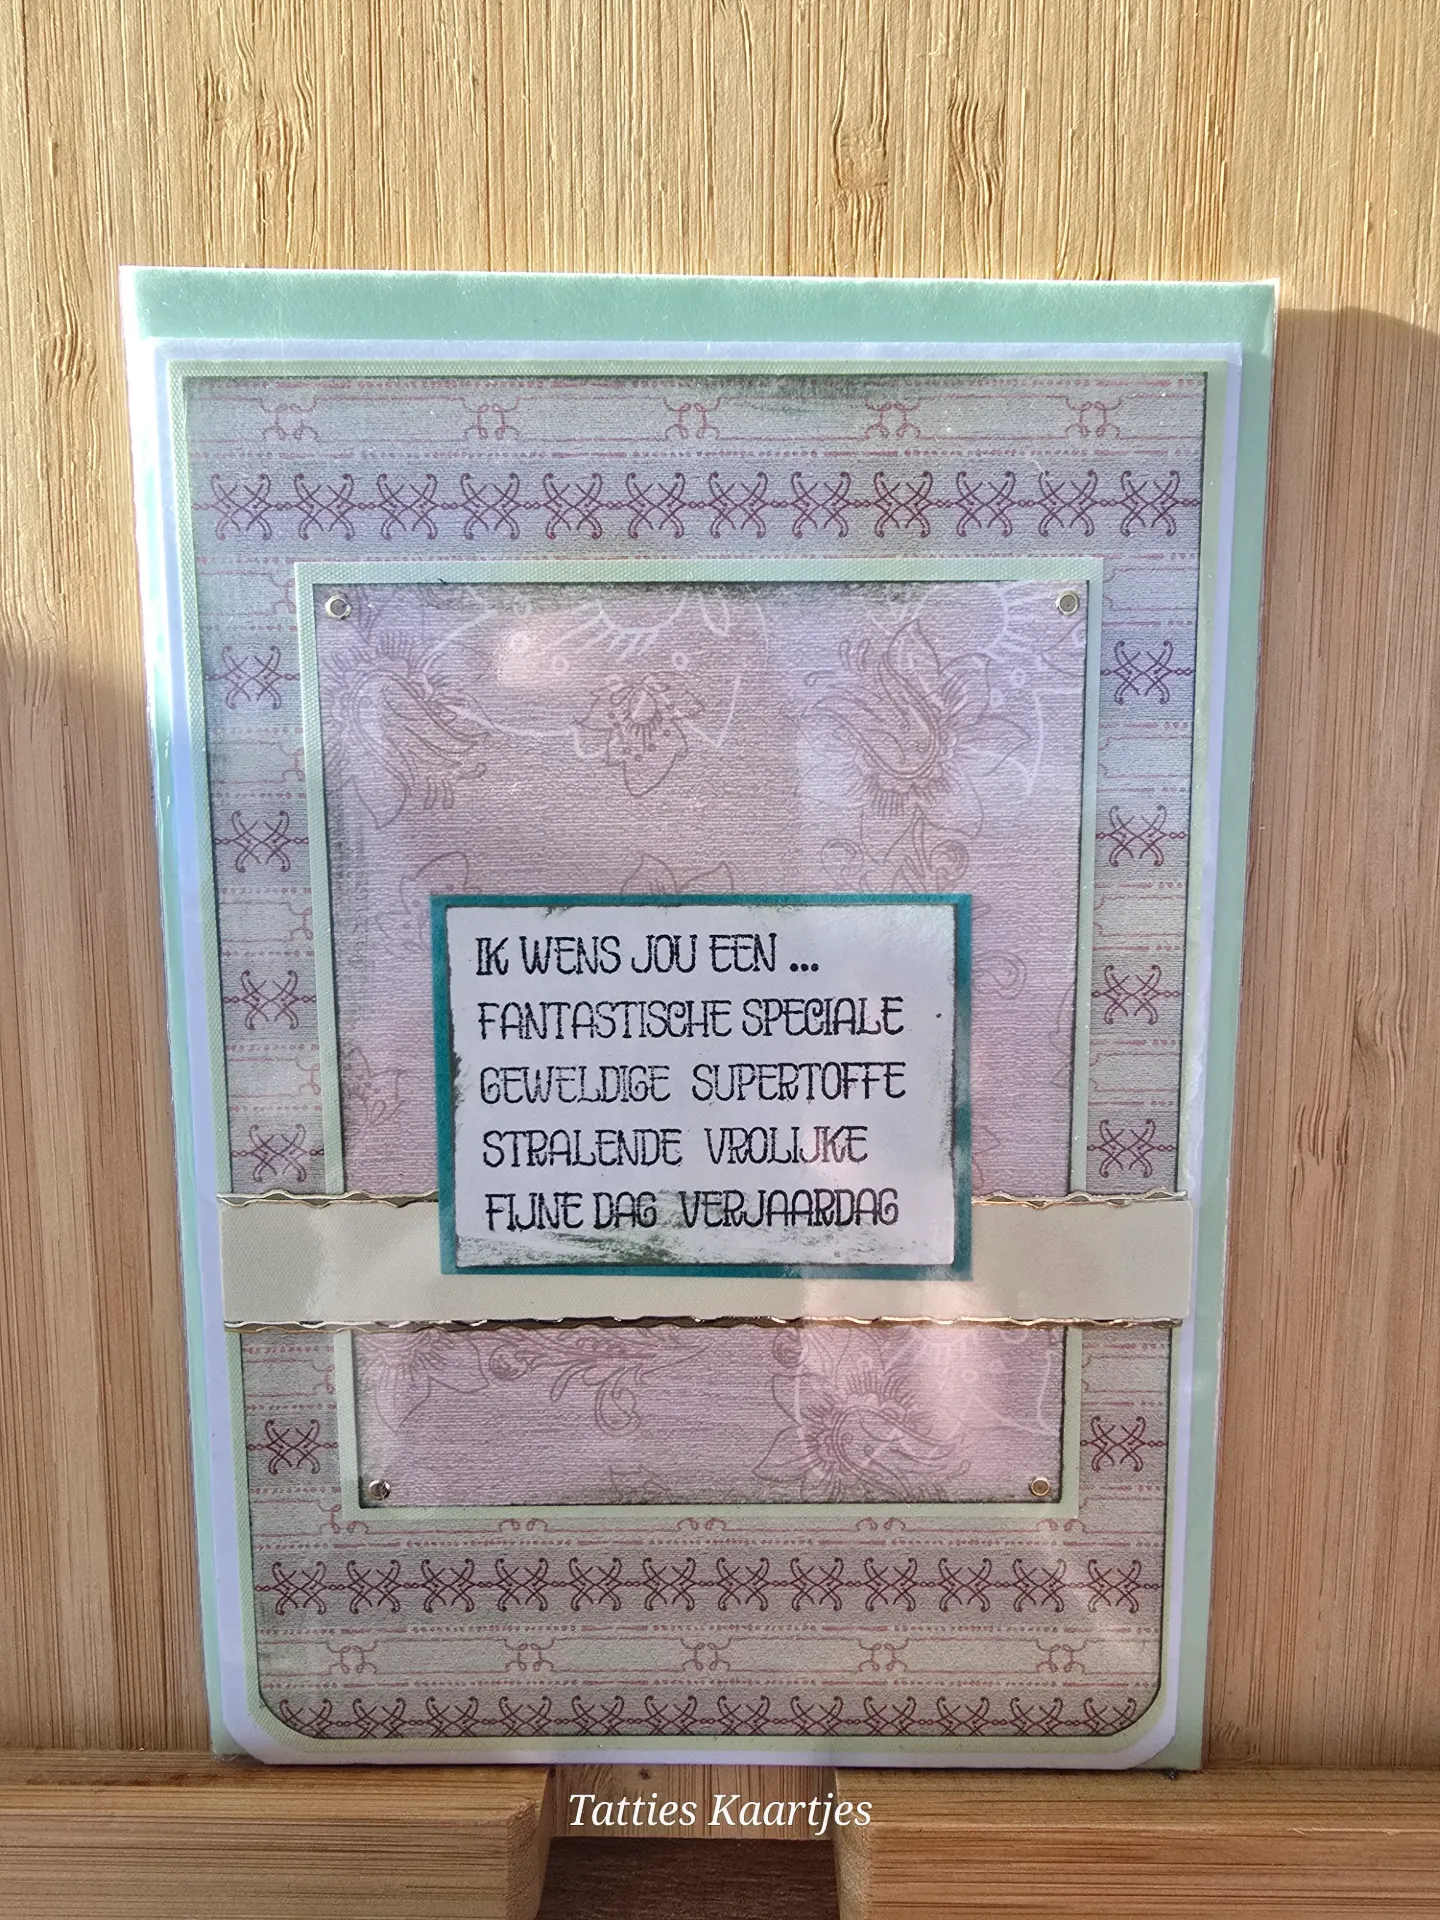 IK WENS JOU EEN ...
FANTASTISCHE SPECIALE
GEWELDIGE SUPERTOFFE
STRALENDE VROLIJKE
FIJNE DAG VERJAARDAG
Tatties Kaartjes